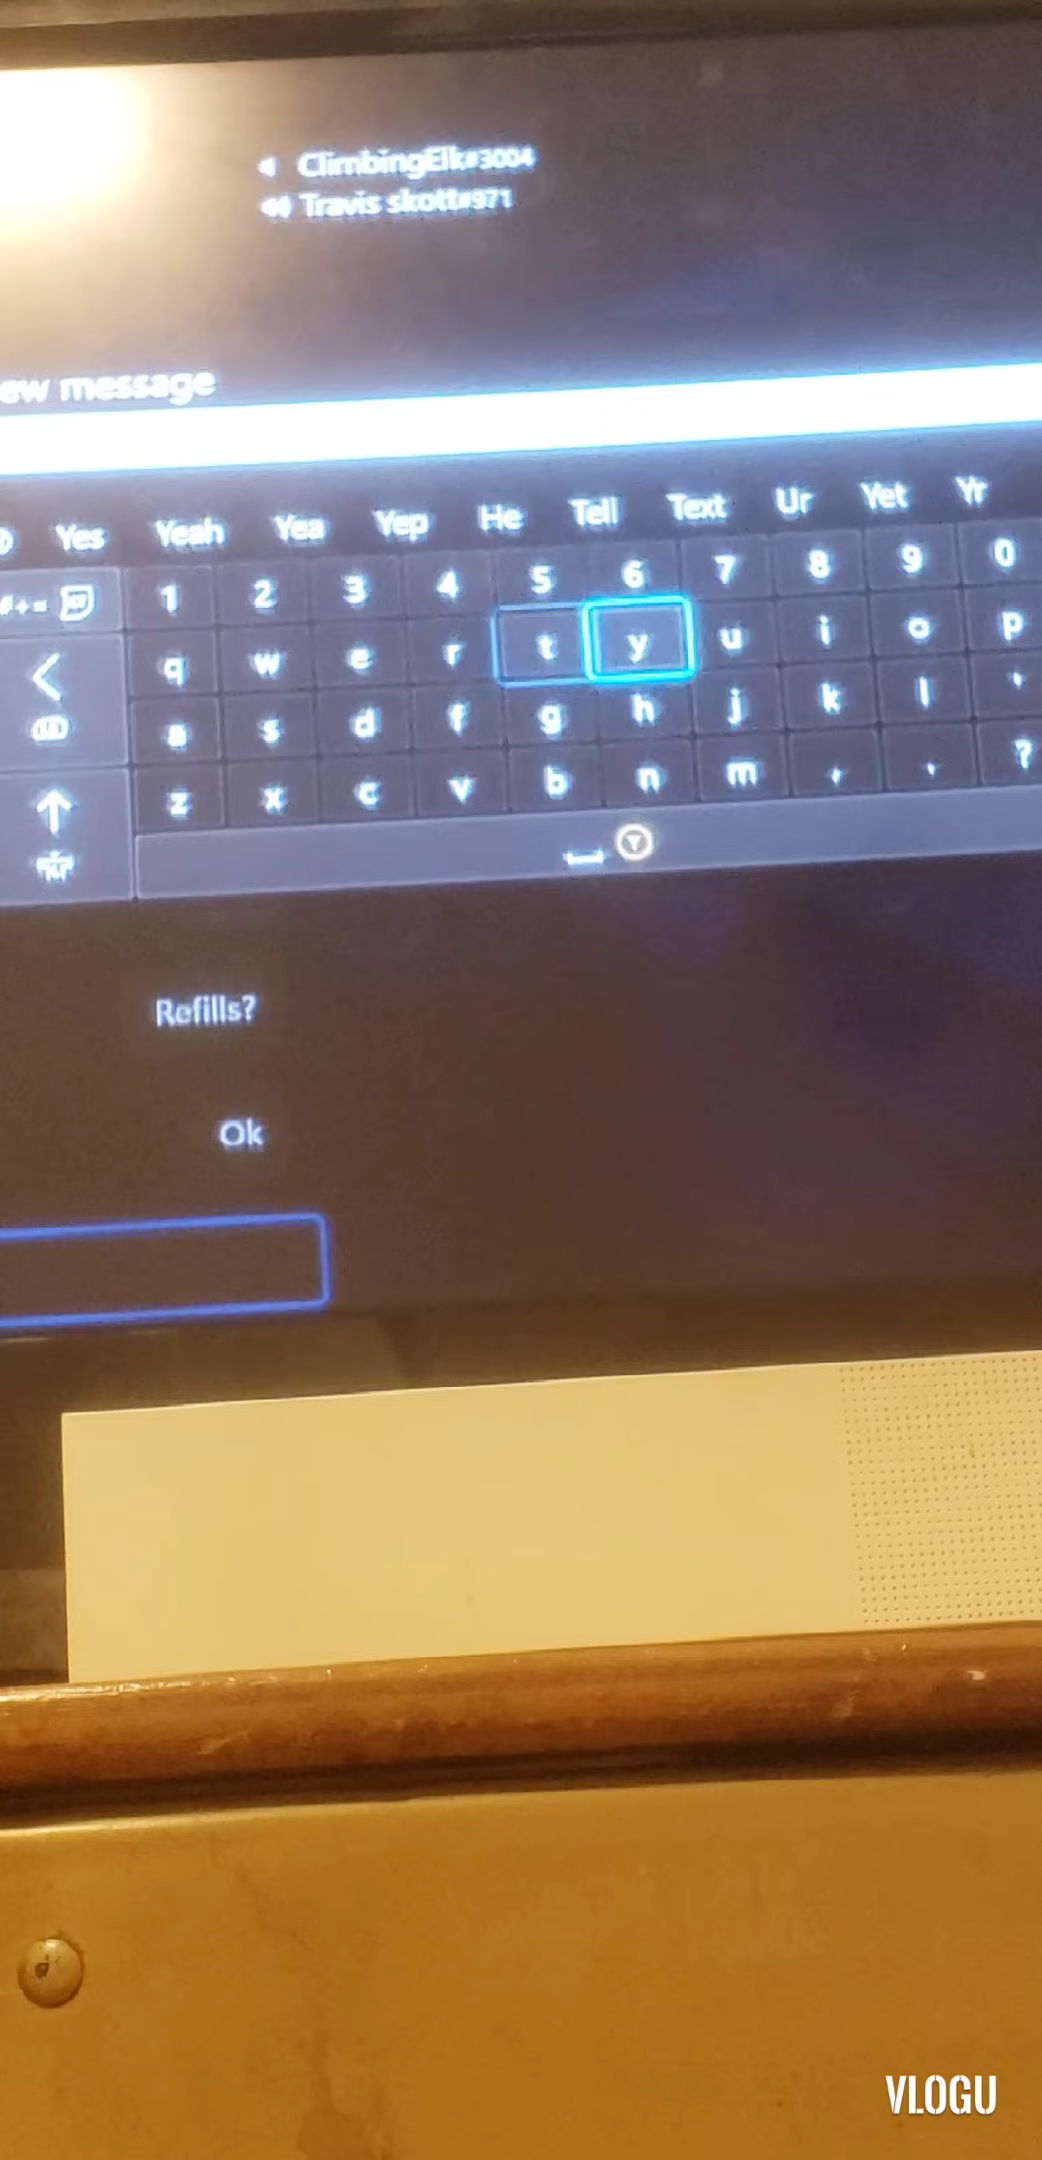 ClimbingElk#3004
Travis skott#971
ew message
Yes Yeah Yea Yep He Tell Text Ur Yet Yr
#+=
1 2 3 4 5 6 7 8 9 0
q w e r t y u i o p
a s d f g h j k l '
z x c v b n m , . ?
Refills?
Ok
VLOGU